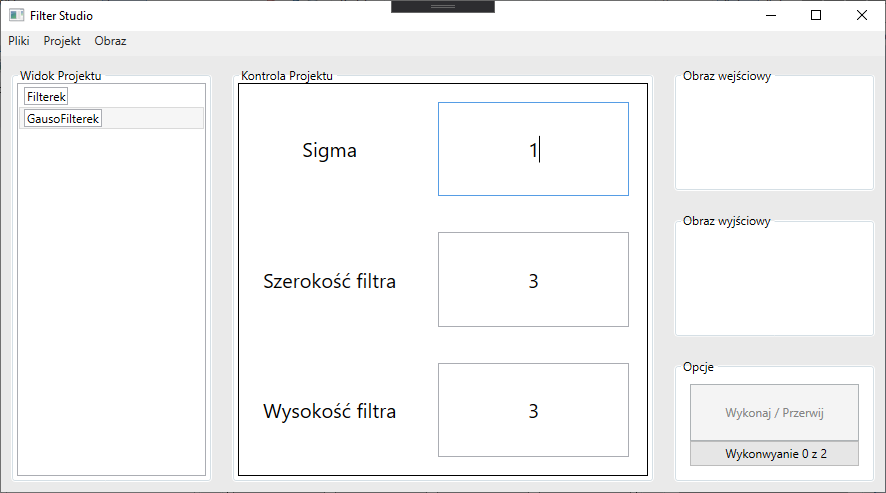 Filter Studio
Pliki Projekt Obraz
Widok Projektu
Filterek
GausoFilterek
Kontrola Projektu
Sigma
1
Szerokość filtra
3
Wysokość filtra
3
Obraz wejściowy
Obraz wyjściowy
Opcje
Wykonaj / Przerwij
Wykonwyanie 0 z 2